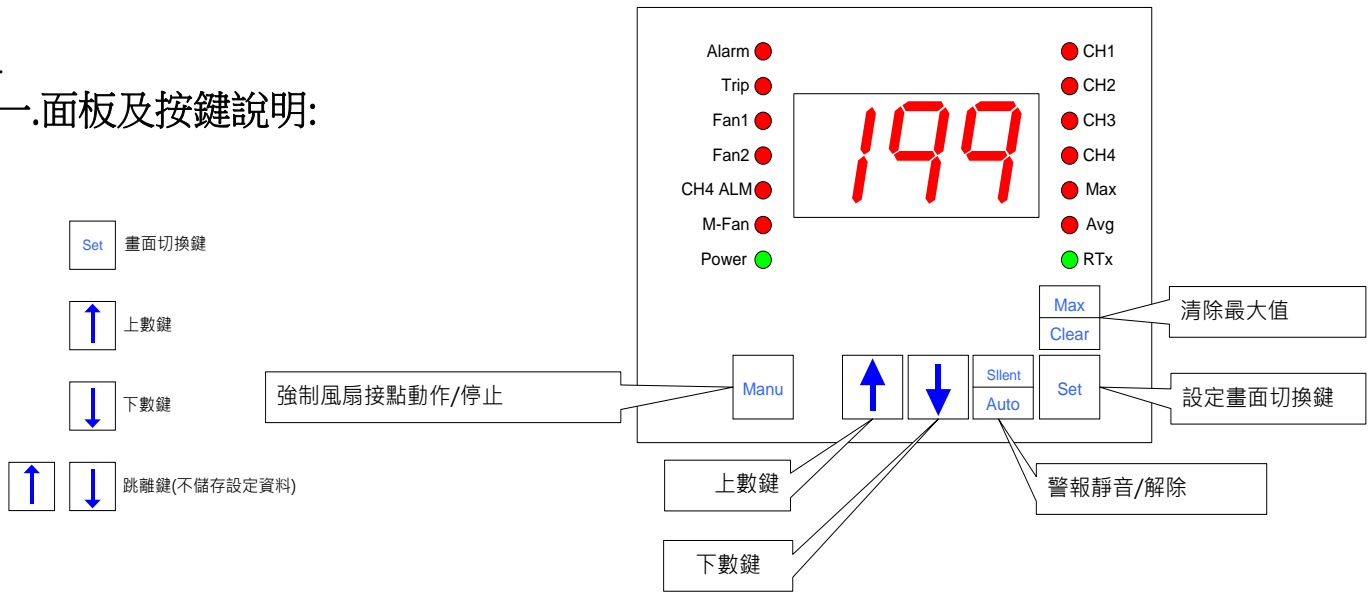 一.面板及按鍵說明:
Set 畫面切換鍵
上數鍵
下數鍵
跳離鍵(不儲存設定資料)
Alarm
Trip
Fan1
Fan2
CH4 ALM
M-Fan
Power
199
CH1
CH2
CH3
CH4
Max
Avg
RTx
Max
Clear
清除最大值
強制風扇接點動作/停止
Manu
SIlent
Auto
Set
設定畫面切換鍵
上數鍵
警報靜音/解除
下數鍵